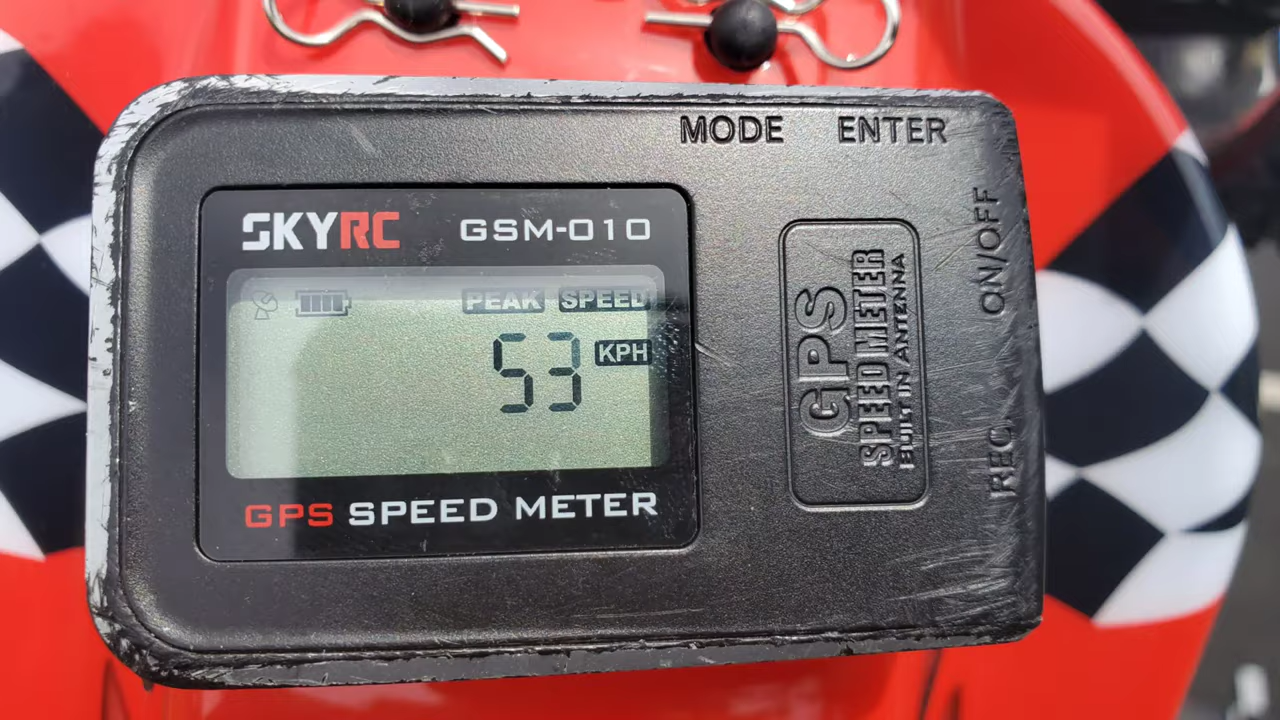 MODE ENTER
SKYRC GSM-010
PEAK SPEED
53 KPH
GPS SPEED METER
GPS
SPEED METER
BUILT IN ANTENNA
ON/OFF
REC